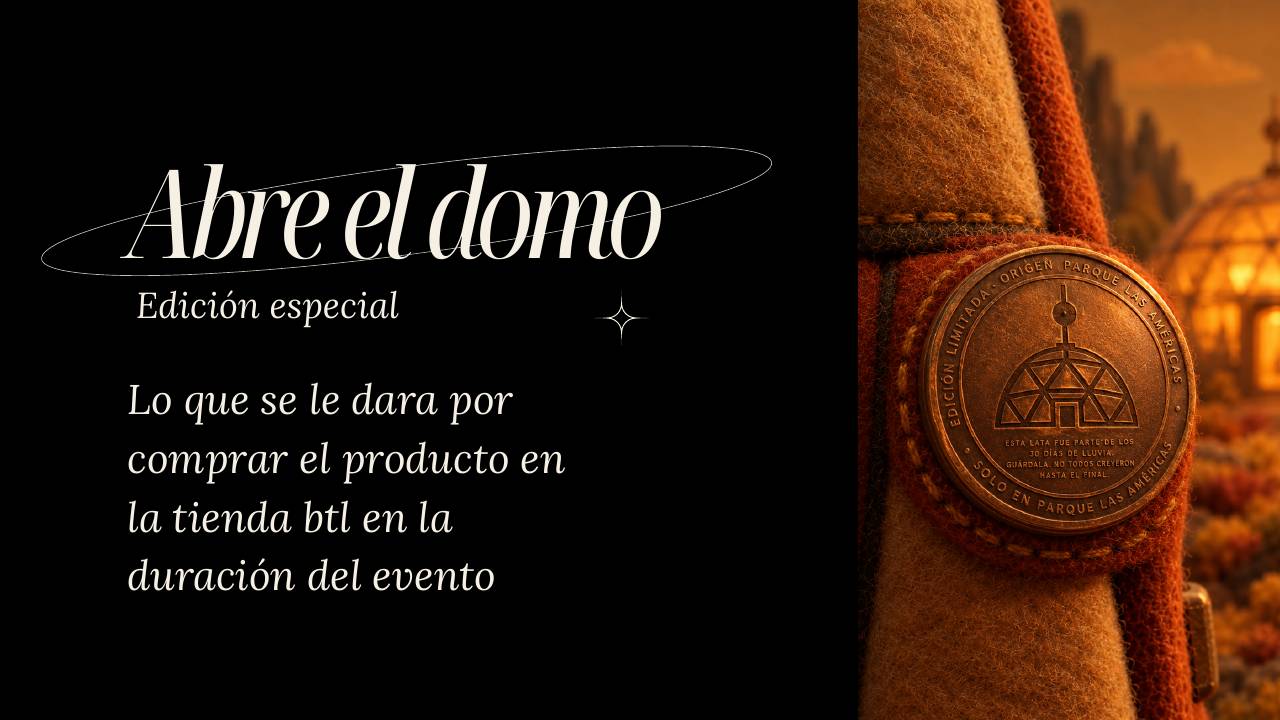 Abre el domo
Edición especial
Lo que se le dara por
comprar el producto en
la tienda btl en la
duración del evento
EDICIÓN LIMITADA · ORIGEN PARQUE LAS AMÉRICAS
ESTA LATA FUE PARTE DE LOS
30 DÍAS DE LLUVIA.
GUÁRDALA. NO TODOS CREYERON
HASTA EL FINAL.
• SOLO EN PARQUE LAS AMÉRICAS •